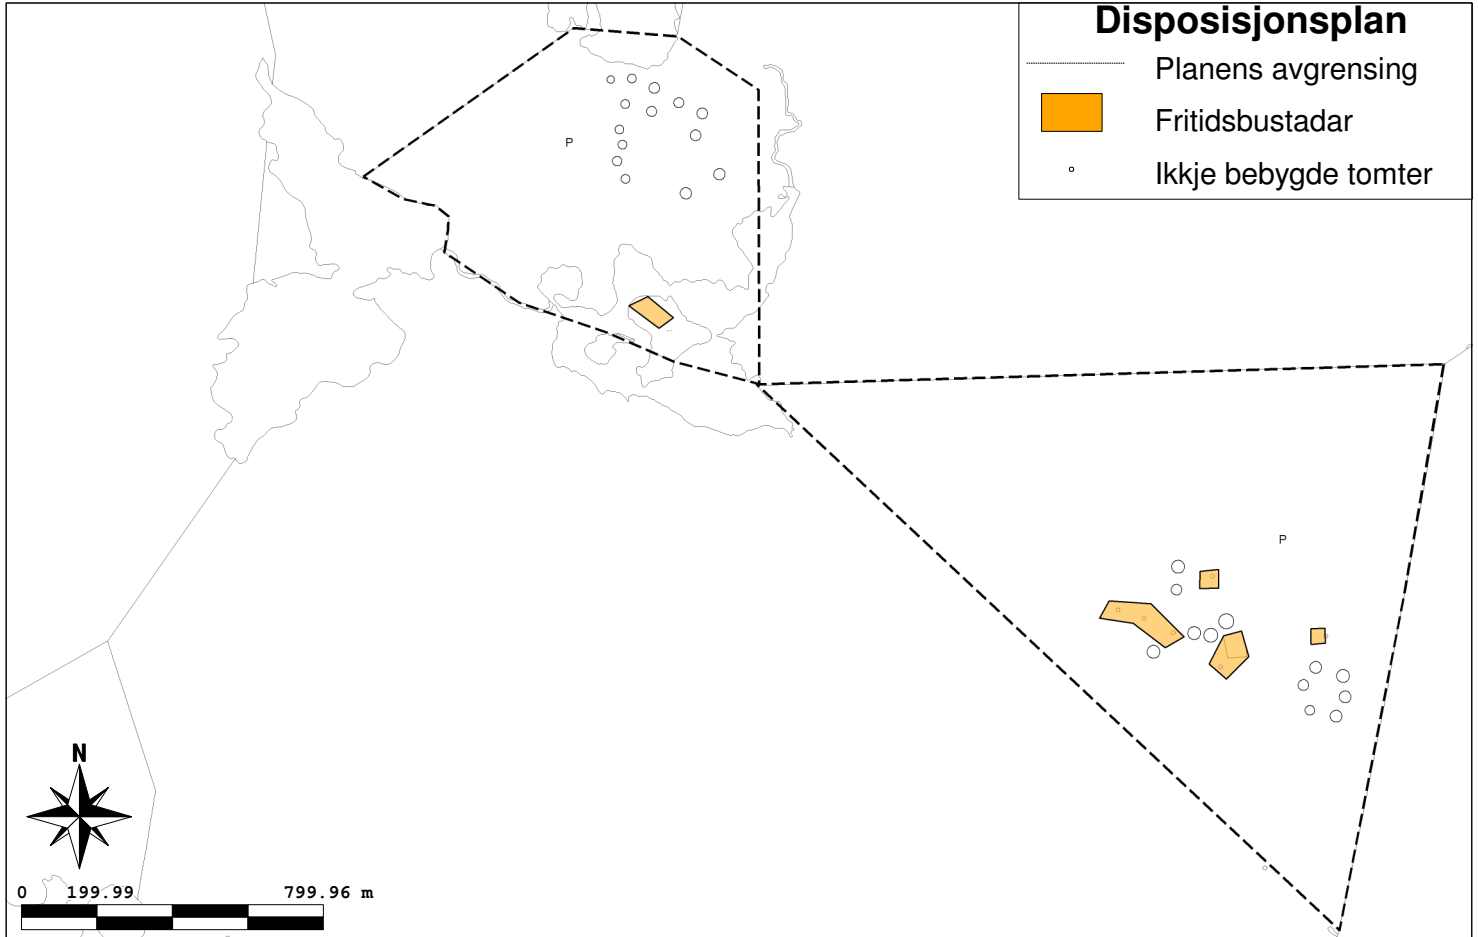 Disposisjonsplan
Planens avgrensing
Fritidsbustadar
Ikkje bebygde tomter
P
P
N
0 199.99 799.96 m